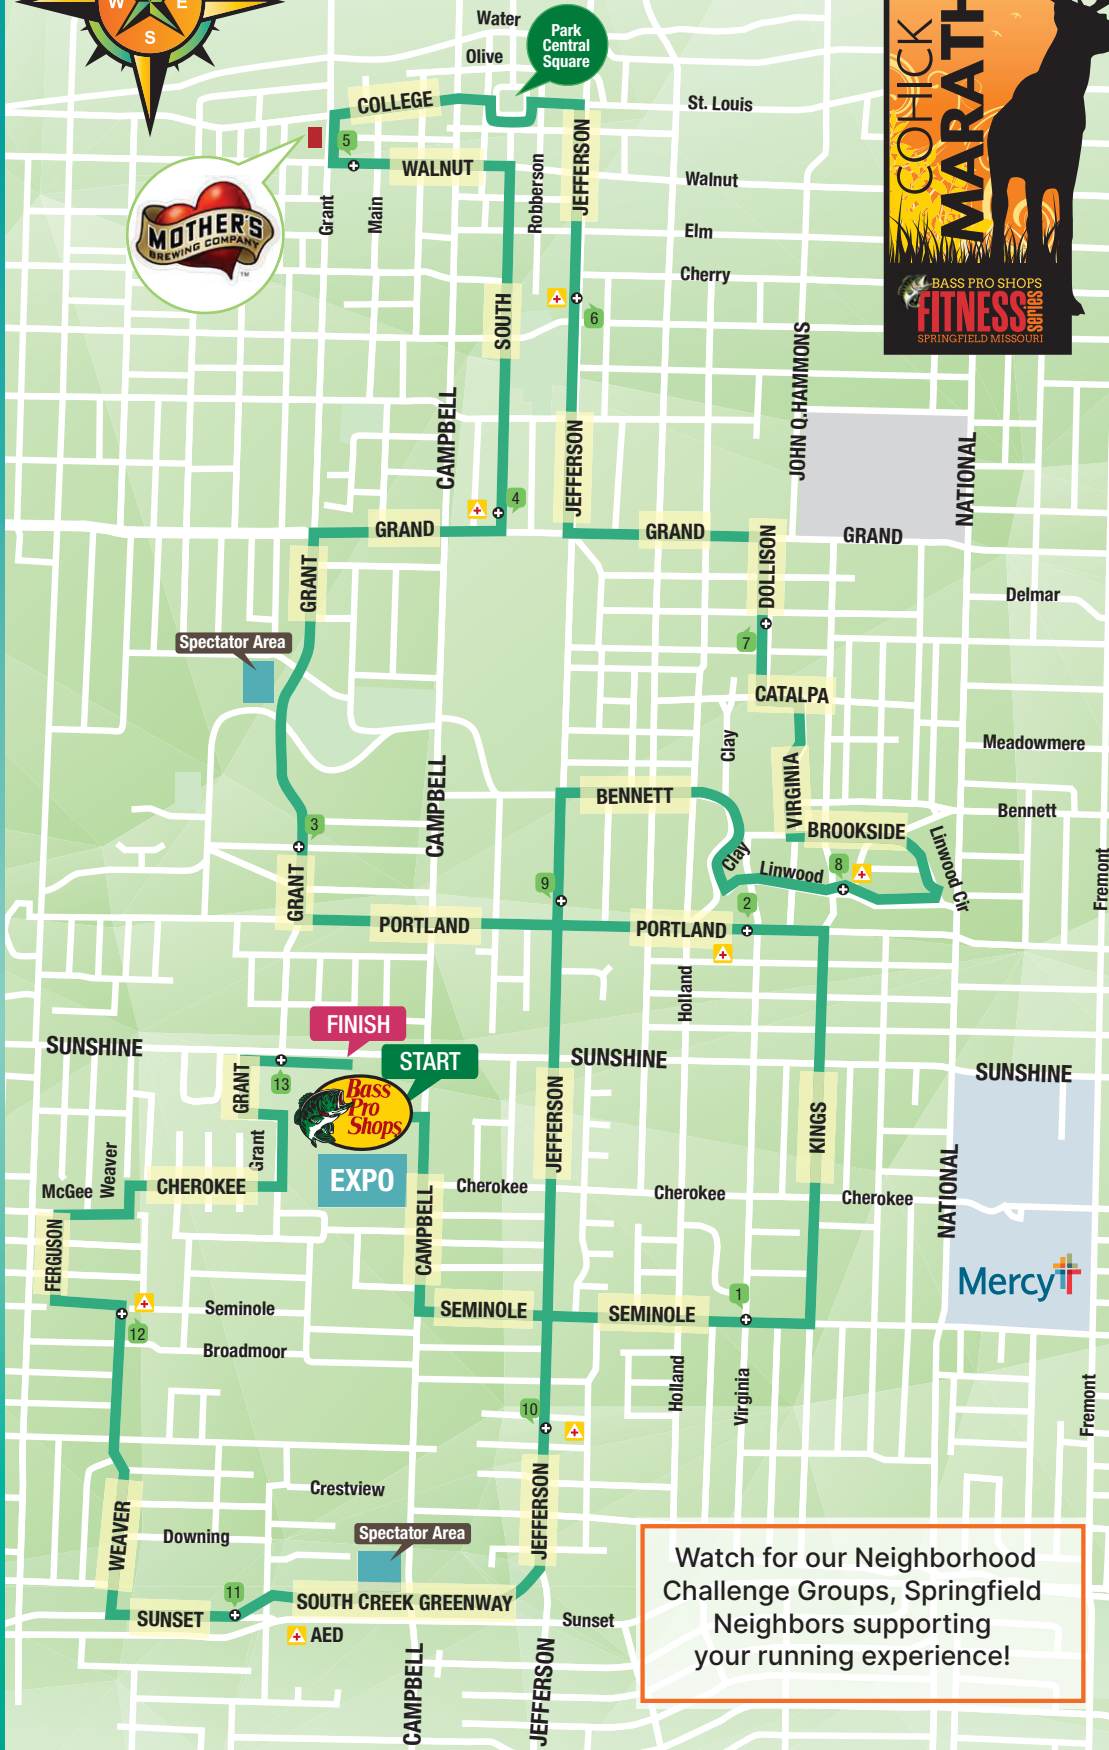 W
E
S
Water
Olive
Park
Central
Square
COHICK
MARATH
BASS PRO SHOPS
FITNESS
series
SPRINGFIELD MISSOURI
COLLEGE
St. Louis
5
WALNUT
JEFFERSON
Robberson
Walnut
MOTHER'S
BREWING COMPANY
TM
Grant
Main
Elm
Cherry
6
SOUTH
JOHN Q.HAMMONS
CAMPBELL
JEFFERSON
NATIONAL
4
GRAND
GRAND
GRAND
GRANT
DOLLISON
Delmar
Spectator Area
7
CATALPA
Clay
Meadowmere
CAMPBELL
VIRGINIA
BENNETT
Bennett
3
BROOKSIDE
Linwood Cir
Clay
Linwood
8
Fremont
GRANT
9
2
PORTLAND
PORTLAND
Holland
FINISH
SUNSHINE
START
SUNSHINE
SUNSHINE
GRANT
13
Bass
Pro
Shops
JEFFERSON
KINGS
Grant
Weaver
EXPO
McGee
CHEROKEE
Cherokee
Cherokee
Cherokee
NATIONAL
FERGUSON
CAMPBELL
Mercy
Seminole
SEMINOLE
SEMINOLE
1
12
Broadmoor
Holland
Virginia
Fremont
10
Crestview
JEFFERSON
WEAVER
Downing
Spectator Area
11
SOUTH CREEK GREENWAY
SUNSET
Sunset
AED
CAMPBELL
JEFFERSON
Watch for our Neighborhood
Challenge Groups, Springfield
Neighbors supporting
your running experience!